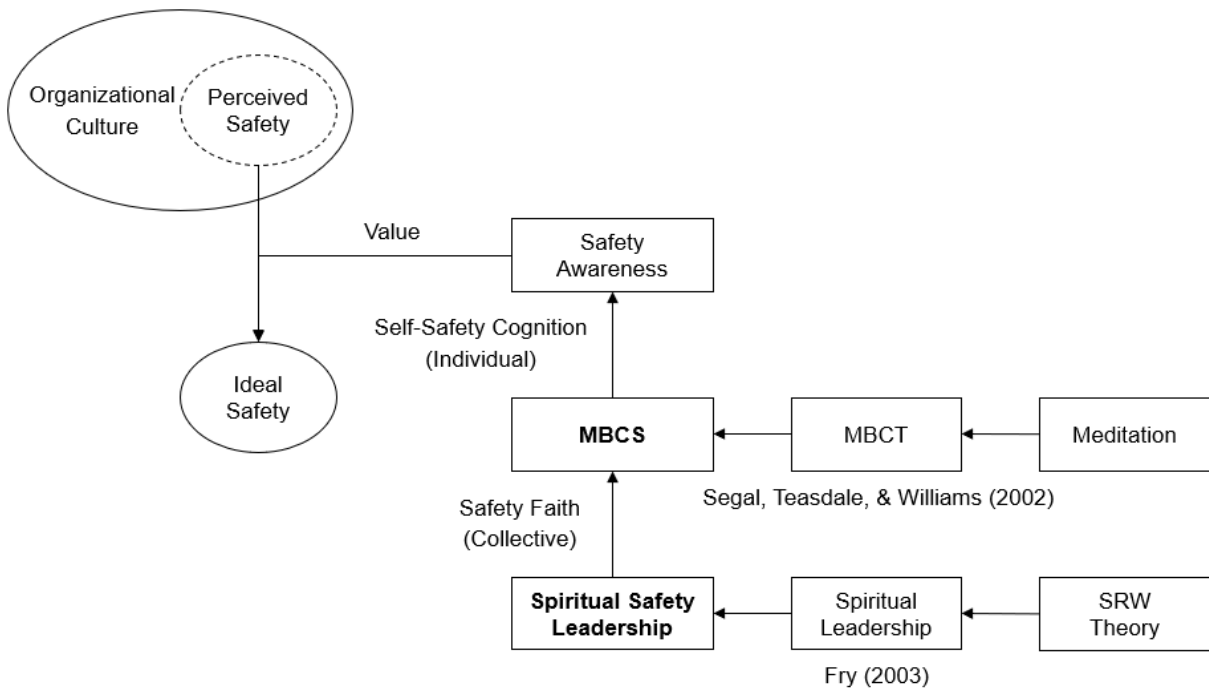 Organizational
Culture
Perceived
Safety
Value
Safety
Awareness
Self-Safety Cognition
(Individual)
Ideal
Safety
MBCS
MBCT
Meditation
Segal, Teasdale, & Williams (2002)
Safety Faith
(Collective)
Spiritual Safety
Leadership
Spiritual
Leadership
SRW
Theory
Fry (2003)